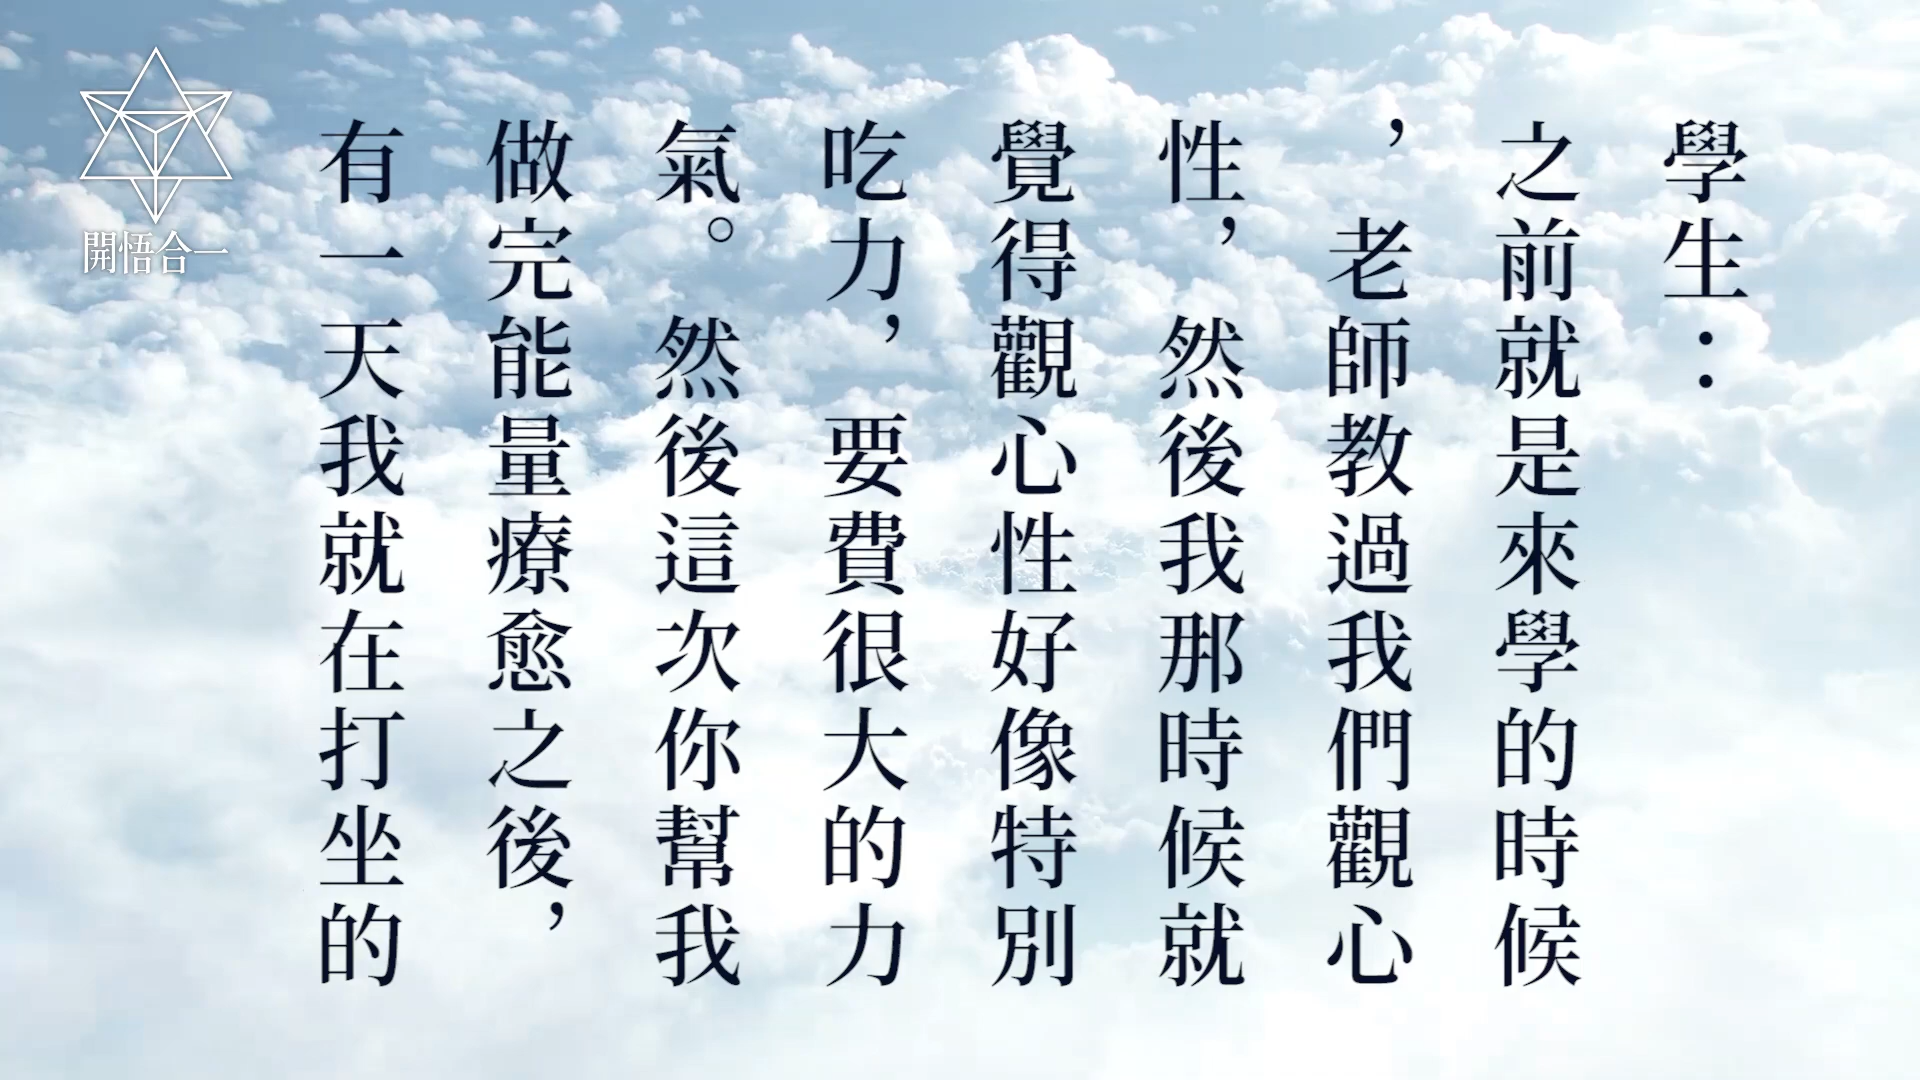 學生：
之前就是來學的時候
，老師教過我們觀心
性，然後我那時候就
覺得觀心性好像特別
吃力，要費很大的力
氣。然後這次你幫我
做完能量療愈之後，
有一天我就在打坐的
開悟合一